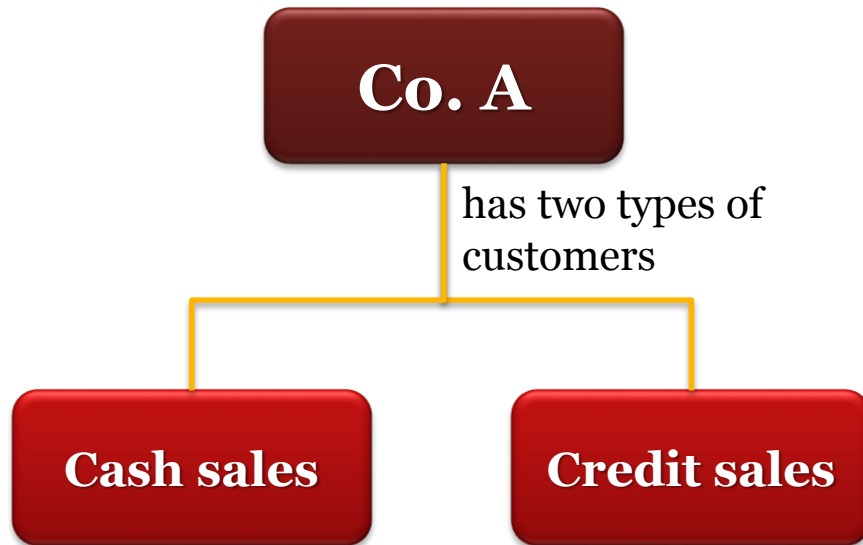 Co. A
has two types of
customers
Cash sales
Credit sales